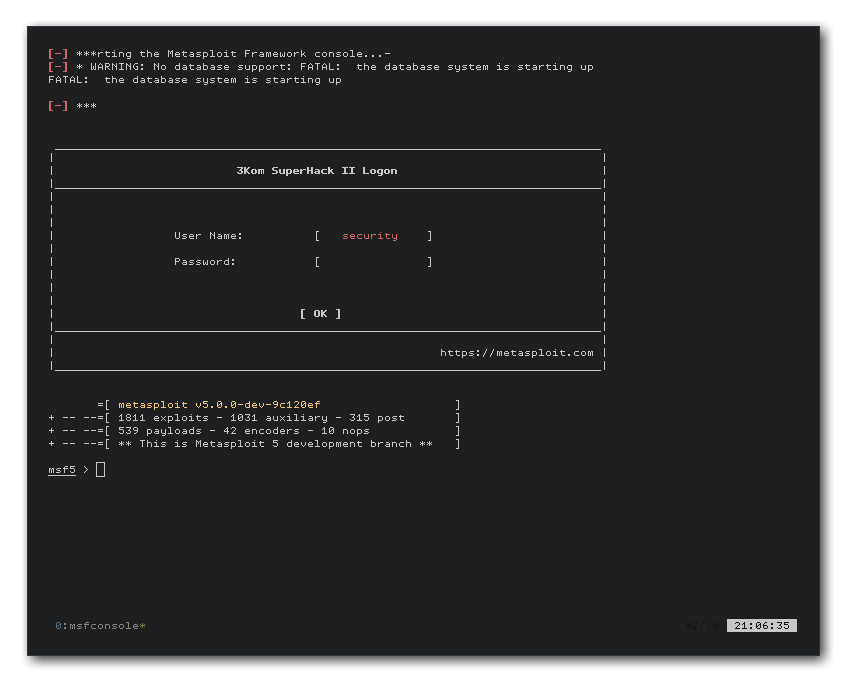 [-] ***rting the Metasploit Framework console...-
[-] * WARNING: No database support: FATAL:  the database system is starting up
FATAL:  the database system is starting up
[-] ***
3Kom SuperHack II Logon
User Name: [ security ]
Password: [ ]
[ OK ]
https://metasploit.com
=[ metasploit v5.0.0-dev-9c120ef ]
+ -- --=[ 1811 exploits - 1031 auxiliary - 315 post ]
+ -- --=[ 539 payloads - 42 encoders - 10 nops ]
+ -- --=[ ** This is Metasploit 5 development branch ** ]
msf5 >
0:msfconsole* 21:06:35